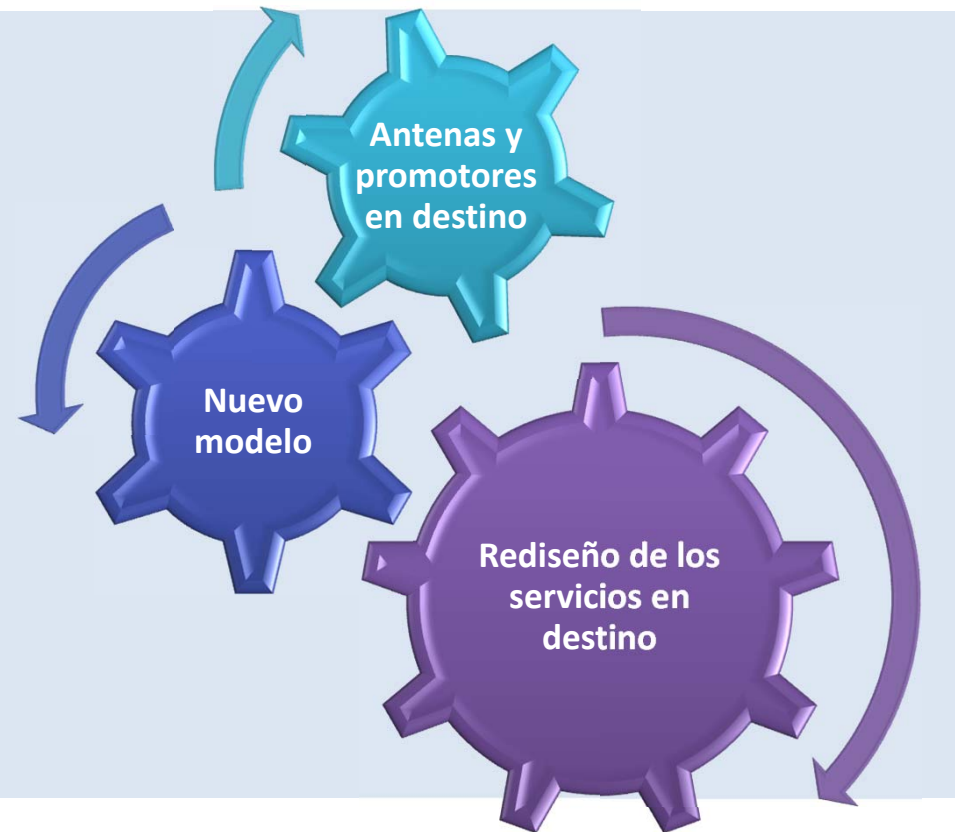 Antenas y
promotores
en destino
Nuevo
modelo
Rediseño de los
servicios en
destino